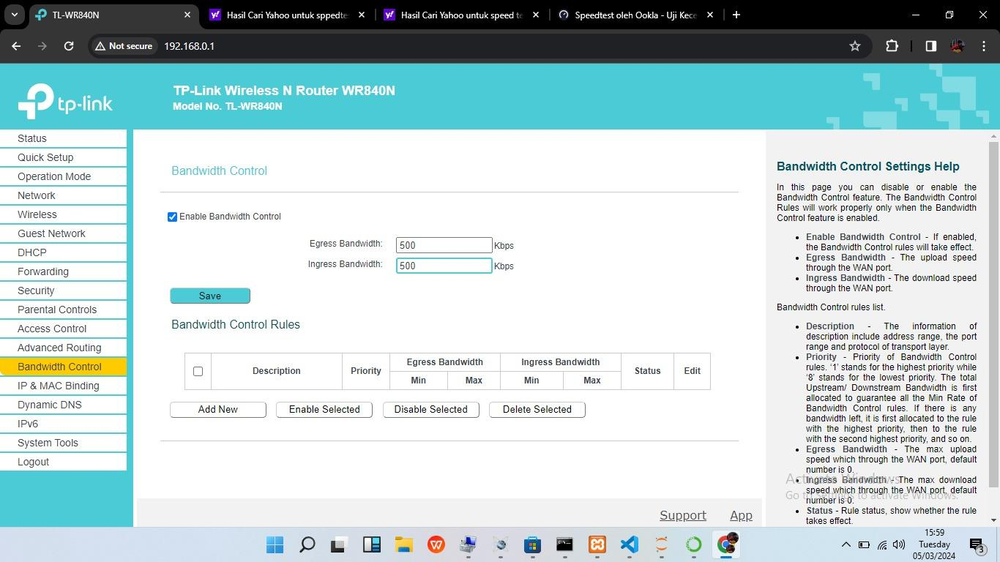 TL-WR840N
Hasil Cari Yahoo untuk sppedte
Hasil Cari Yahoo untuk speed te
Speedtest oleh Ookla - Uji Kece
Not secure
192.168.0.1
tp-link
TP-Link Wireless N Router WR840N
Model No. TL-WR840N
Status
Quick Setup
Operation Mode
Network
Wireless
Guest Network
DHCP
Forwarding
Security
Parental Controls
Access Control
Advanced Routing
Bandwidth Control
IP & MAC Binding
Dynamic DNS
IPv6
System Tools
Logout
Bandwidth Control
Enable Bandwidth Control
Egress Bandwidth: 500 Kbps
Ingress Bandwidth: 500 Kbps
Save
Bandwidth Control Rules
Description Priority Egress Bandwidth Ingress Bandwidth Status Edit
Min Max Min Max
Add New Enable Selected Disable Selected Delete Selected
Support App
Bandwidth Control Settings Help
In this page you can disable or enable the
Bandwidth Control feature. The Bandwidth Control
Rules will work properly only when the Bandwidth
Control feature is enabled.
• Enable Bandwidth Control - If enabled,
the Bandwidth Control rules will take effect.
• Egress Bandwidth - The upload speed
through the WAN port.
• Ingress Bandwidth - The download speed
through the WAN port.
Bandwidth Control rules list.
• Description - The information of
description include address range, the port
range and protocol of transport layer.
• Priority - Priority of Bandwidth Control
rules. '1' stands for the highest priority while
'8' stands for the lowest priority. The total
Upstream/ Downstream Bandwidth is first
allocated to guarantee all the Min Rate of
Bandwidth Control rules. If there is any
bandwidth left, it is first allocated to the rule
with the highest priority, then to the rule
with the second highest priority, and so on.
• Egress Bandwidth - The max upload
speed which through the WAN port, default
number is 0.
• Ingress Bandwidth - The max download
speed which through the WAN port, default
number is 0.
• Status - Rule status, show whether the rule
takes effect.
Activate Windows
Go to Settings to activate Windows.
15:59
Tuesday
05/03/2024
3